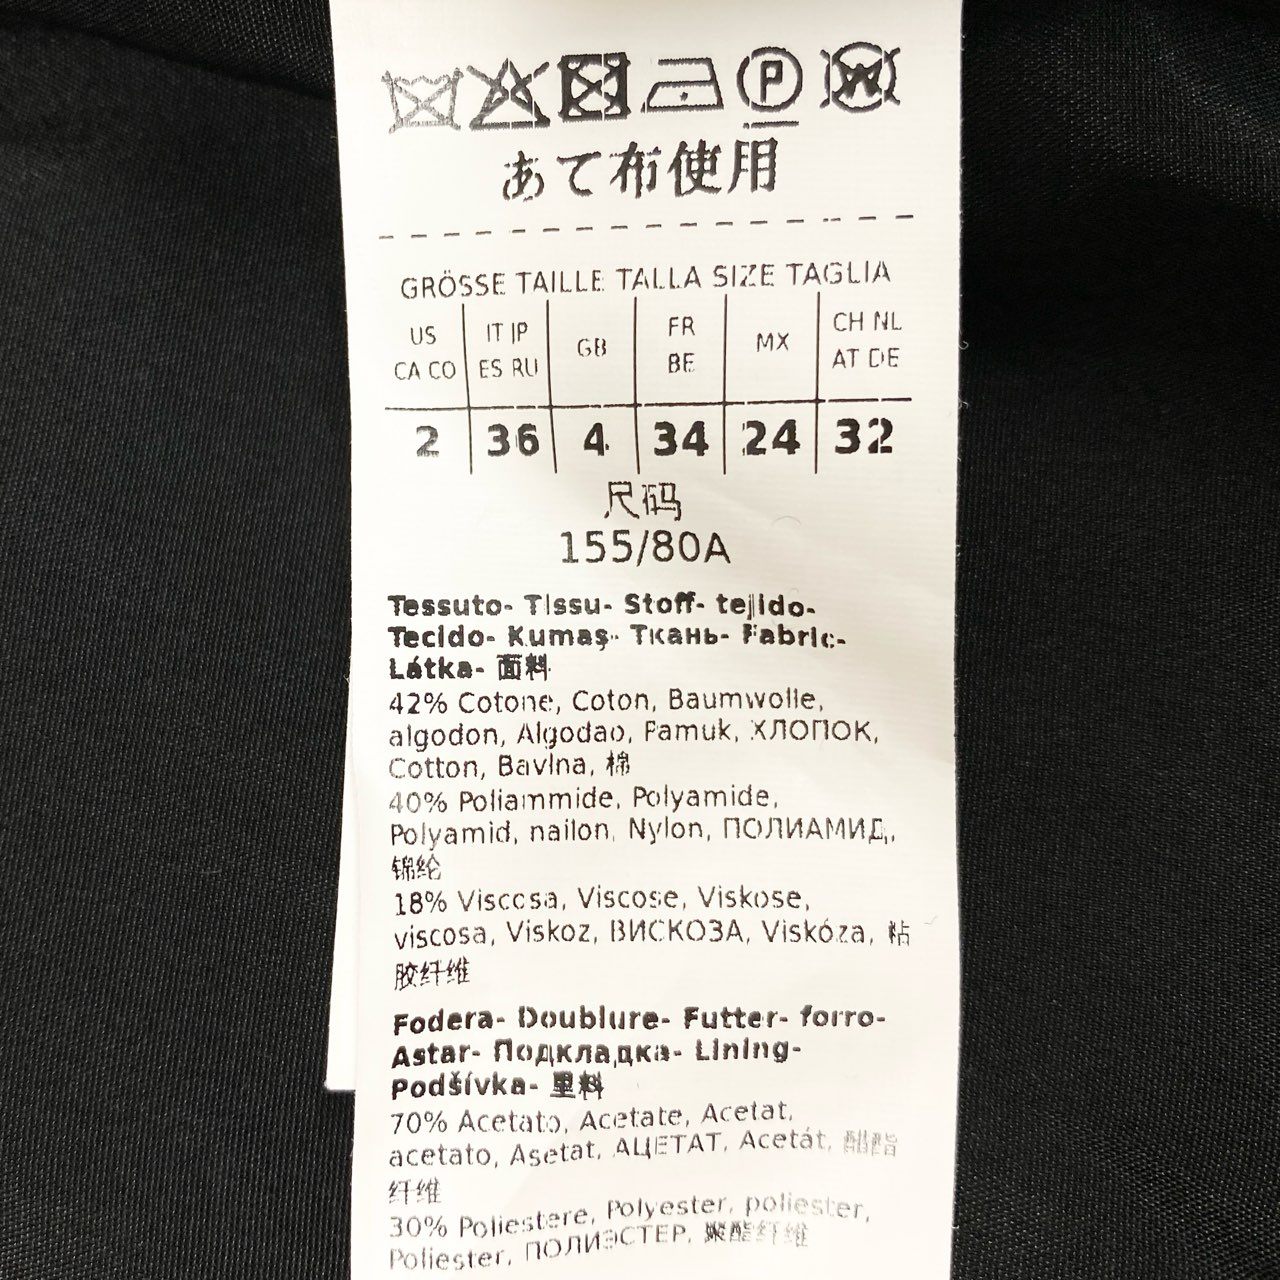 P W
あて布使用
GRÖSSE TAILLE TALLA SIZE TAGLIA
US CA CO IT JP ES RU GB FR BE MX CH NL AT DE
2 36 4 34 24 32
尺码
155/80A
Tessuto- Tissu- Stoff- tejido-
Tecido- Kumaş- Ткань- Fabric-
Látka- 面料
42% Cotone, Coton, Baumwolle,
algodon, Algodao, Pamuk, ХЛОПОК,
Cotton, Bavlna, 棉
40% Poliammide, Polyamide,
Polyamid, nailon, Nylon, ПОЛИАМИД,
锦纶
18% Viscosa, Viscose, Viskose,
viscosa, Viskoz, ВИСКОЗА, Viskóza, 粘
胶纤维
Fodera- Doublure- Futter- forro-
Astar- Подкладка- Lining-
Podšívka- 里料
70% Acetato, Acetate, Acetat,
acetato, Asetat, АЦЕТАТ, Acetát, 醋酯
纤维
30% Poliestere, Polyester, poliester,
Poliester, ПОЛИЭСТЕР, 聚酯纤维